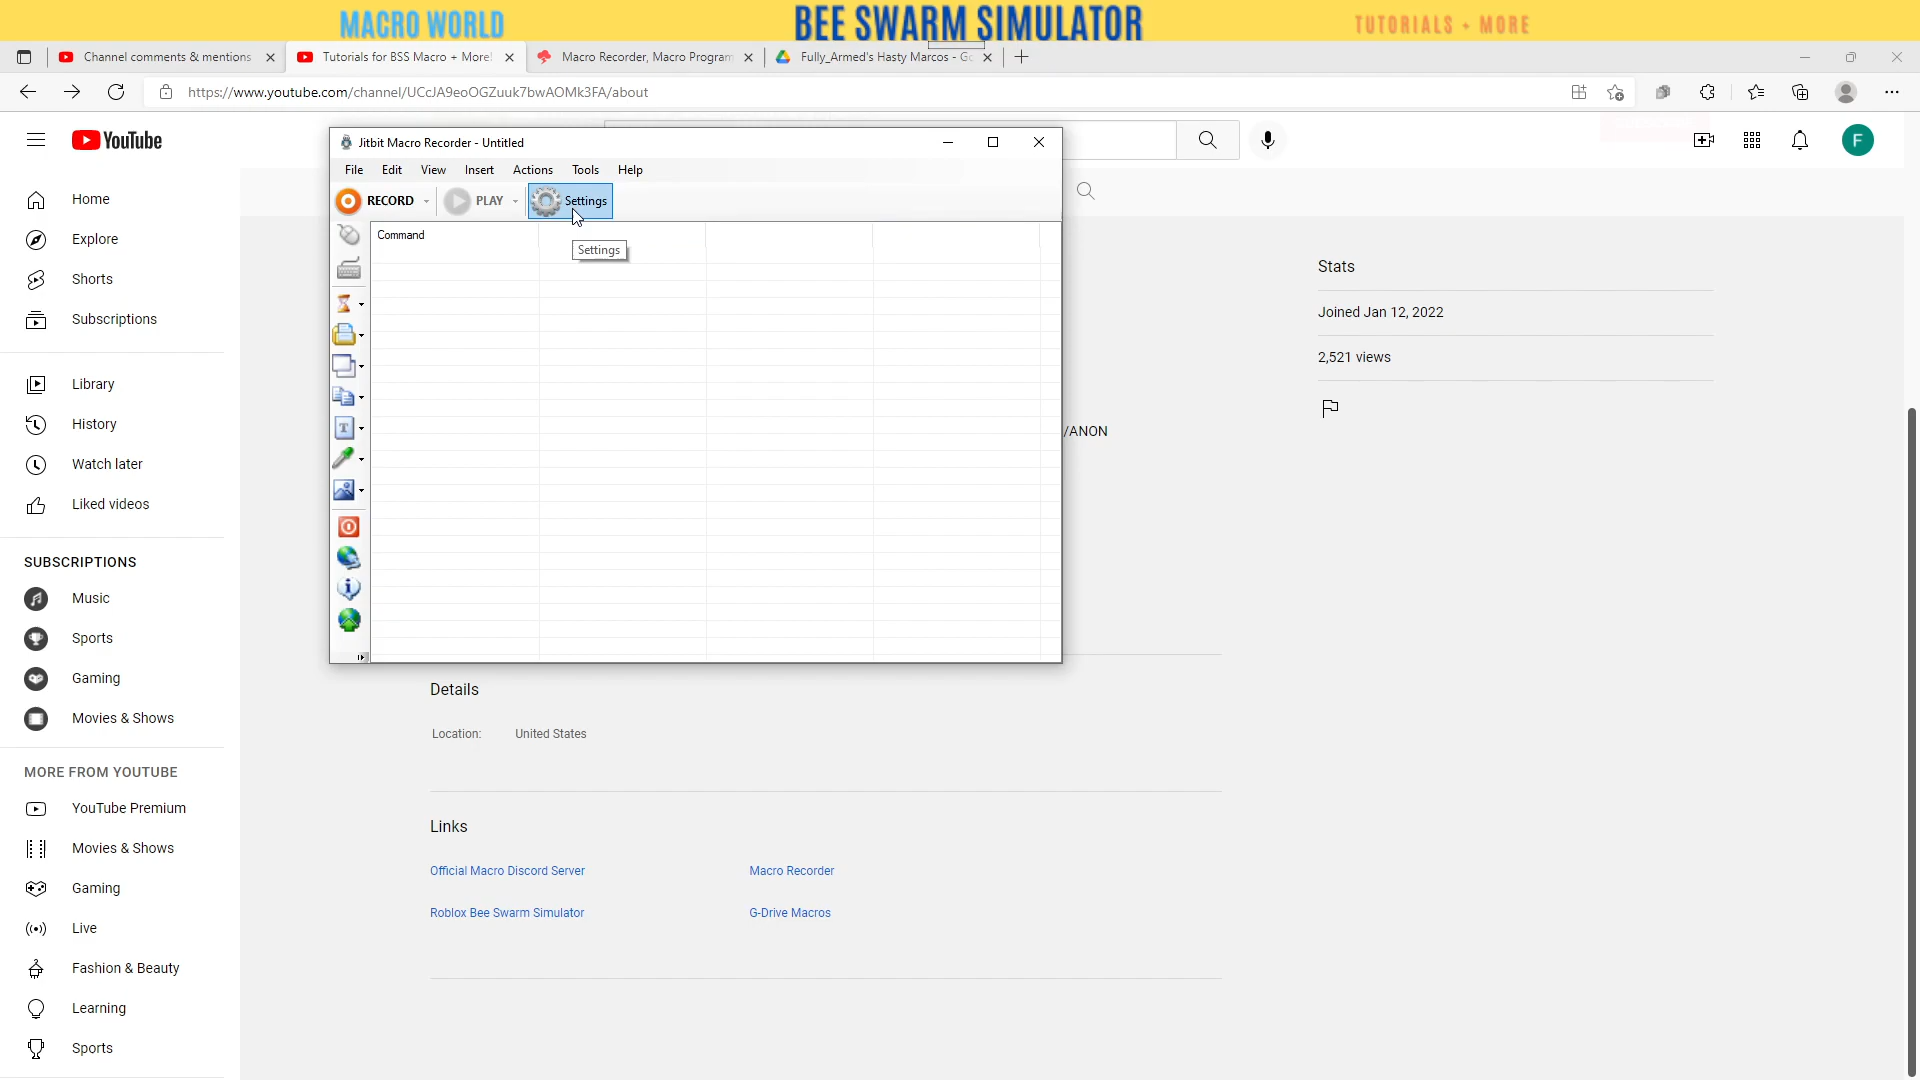 MACRO WORLD
BEE SWARM SIMULATOR
TUTORIALS + MORE
Channel comments & mentions
Tutorials for BSS Macro + More!
Macro Recorder, Macro Program
Fully_Armed's Hasty Marcos - Go
https://www.youtube.com/channel/UCcJA9eoOGZuuk7bwAOMk3FA/about
YouTube
F
Jitbit Macro Recorder - Untitled
File Edit View Insert Actions Tools Help
RECORD PLAY Settings
Command
Settings
Home
Explore
Shorts
Subscriptions
Library
History
Watch later
Liked videos
SUBSCRIPTIONS
Music
Sports
Gaming
Movies & Shows
MORE FROM YOUTUBE
YouTube Premium
Movies & Shows
Gaming
Live
Fashion & Beauty
Learning
Sports
/ANON
Stats
Joined Jan 12, 2022
2,521 views
Details
Location: United States
Links
Official Macro Discord Server
Macro Recorder
Roblox Bee Swarm Simulator
G-Drive Macros